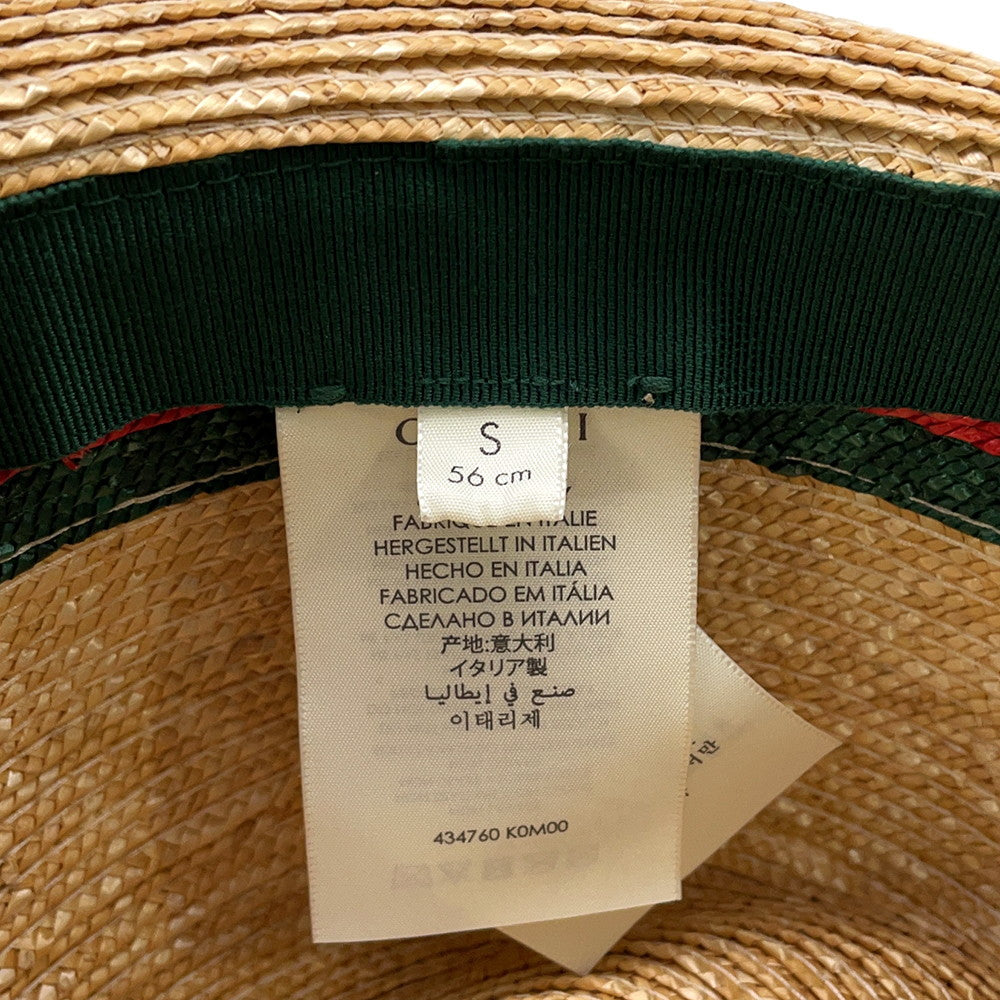 S
56 cm
FABRIQUÉ EN ITALIE
HERGESTELLT IN ITALIEN
HECHO EN ITALIA
FABRICADO EM ITÁLIA
СДЕЛАНО В ИТАЛИИ
产地:意大利
イタリア製
صنع في إيطاليا
이태리제
434760 K0M00